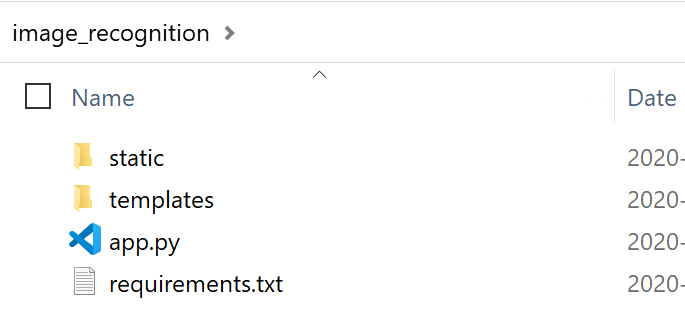 image_recognition
Name Date
static 2020-
templates 2020-
app.py 2020-
requirements.txt 2020-